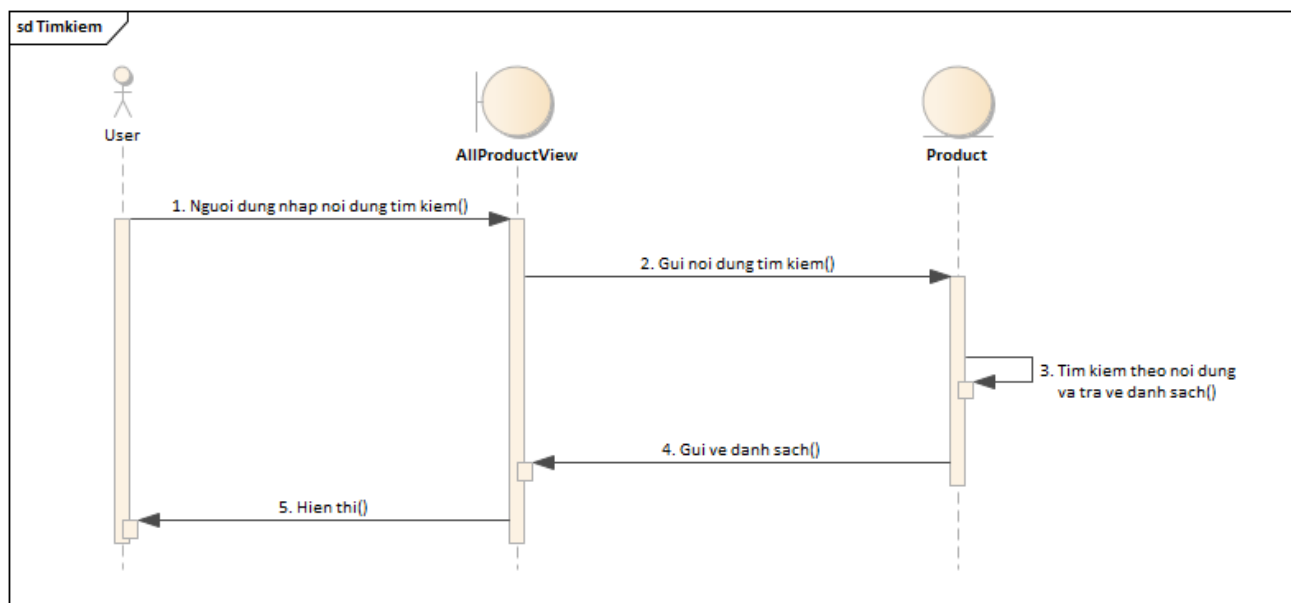 sd Timkiem
User
AllProductView
Product
1. Nguoi dung nhap noi dung tim kiem()
2. Gui noi dung tim kiem()
3. Tim kiem theo noi dung
va tra ve danh sach()
4. Gui ve danh sach()
5. Hien thi()